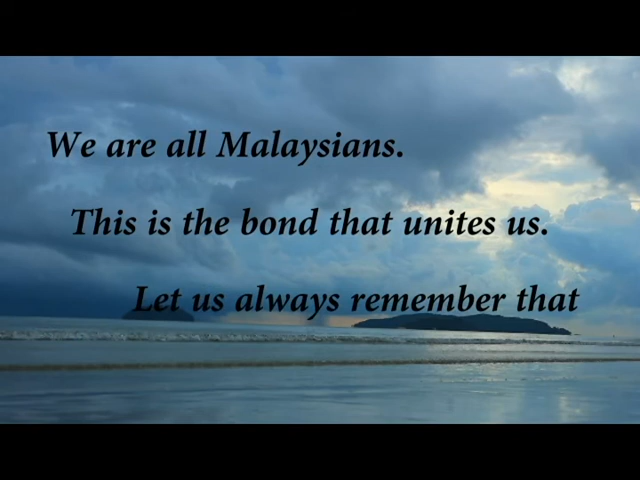 We are all Malaysians.
This is the bond that unites us.
Let us always remember that